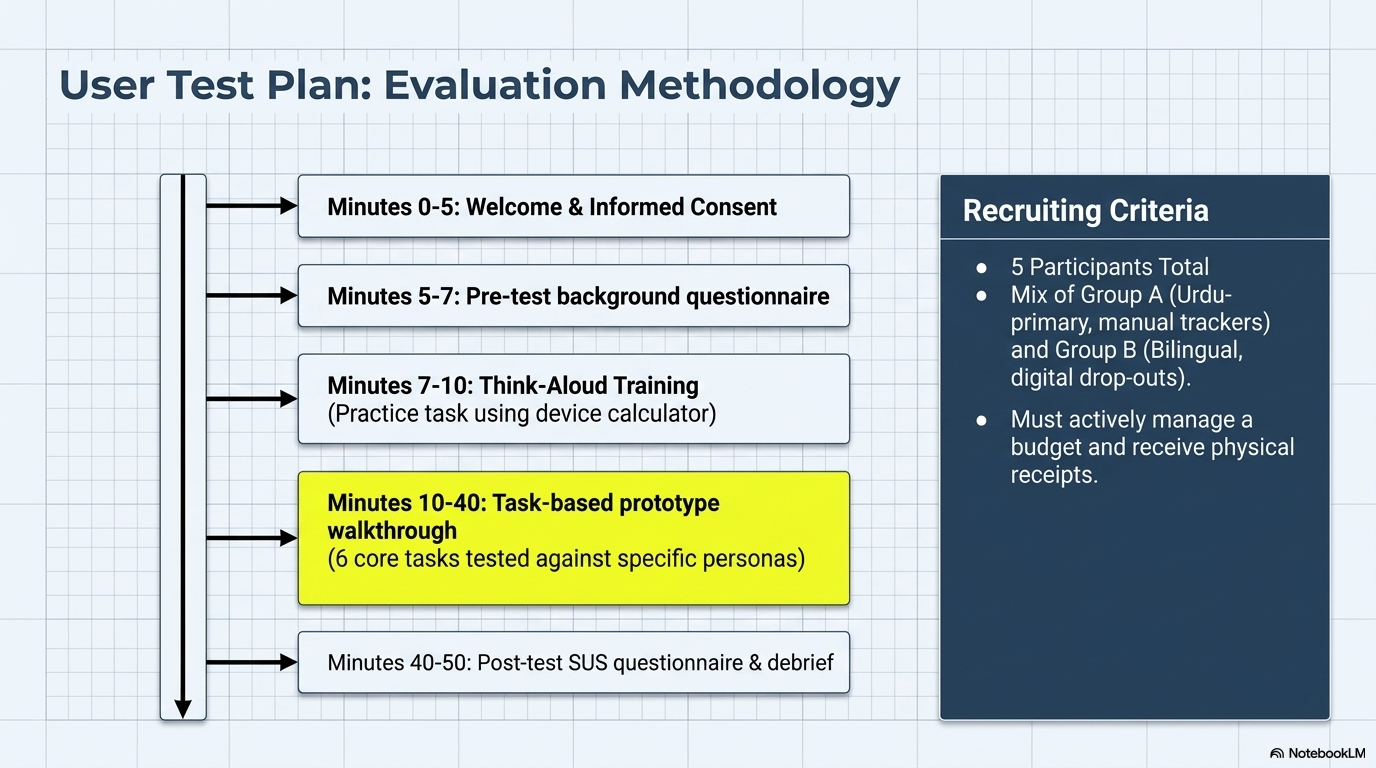 User Test Plan: Evaluation Methodology
Minutes 0-5: Welcome & Informed Consent
Minutes 5-7: Pre-test background questionnaire
Minutes 7-10: Think-Aloud Training
(Practice task using device calculator)
Minutes 10-40: Task-based prototype
walkthrough
(6 core tasks tested against specific personas)
Minutes 40-50: Post-test SUS questionnaire & debrief
Recruiting Criteria
● 5 Participants Total
● Mix of Group A (Urdu-
primary, manual trackers)
and Group B (Bilingual,
digital drop-outs).
● Must actively manage a
budget and receive physical
receipts.
NotebookLM